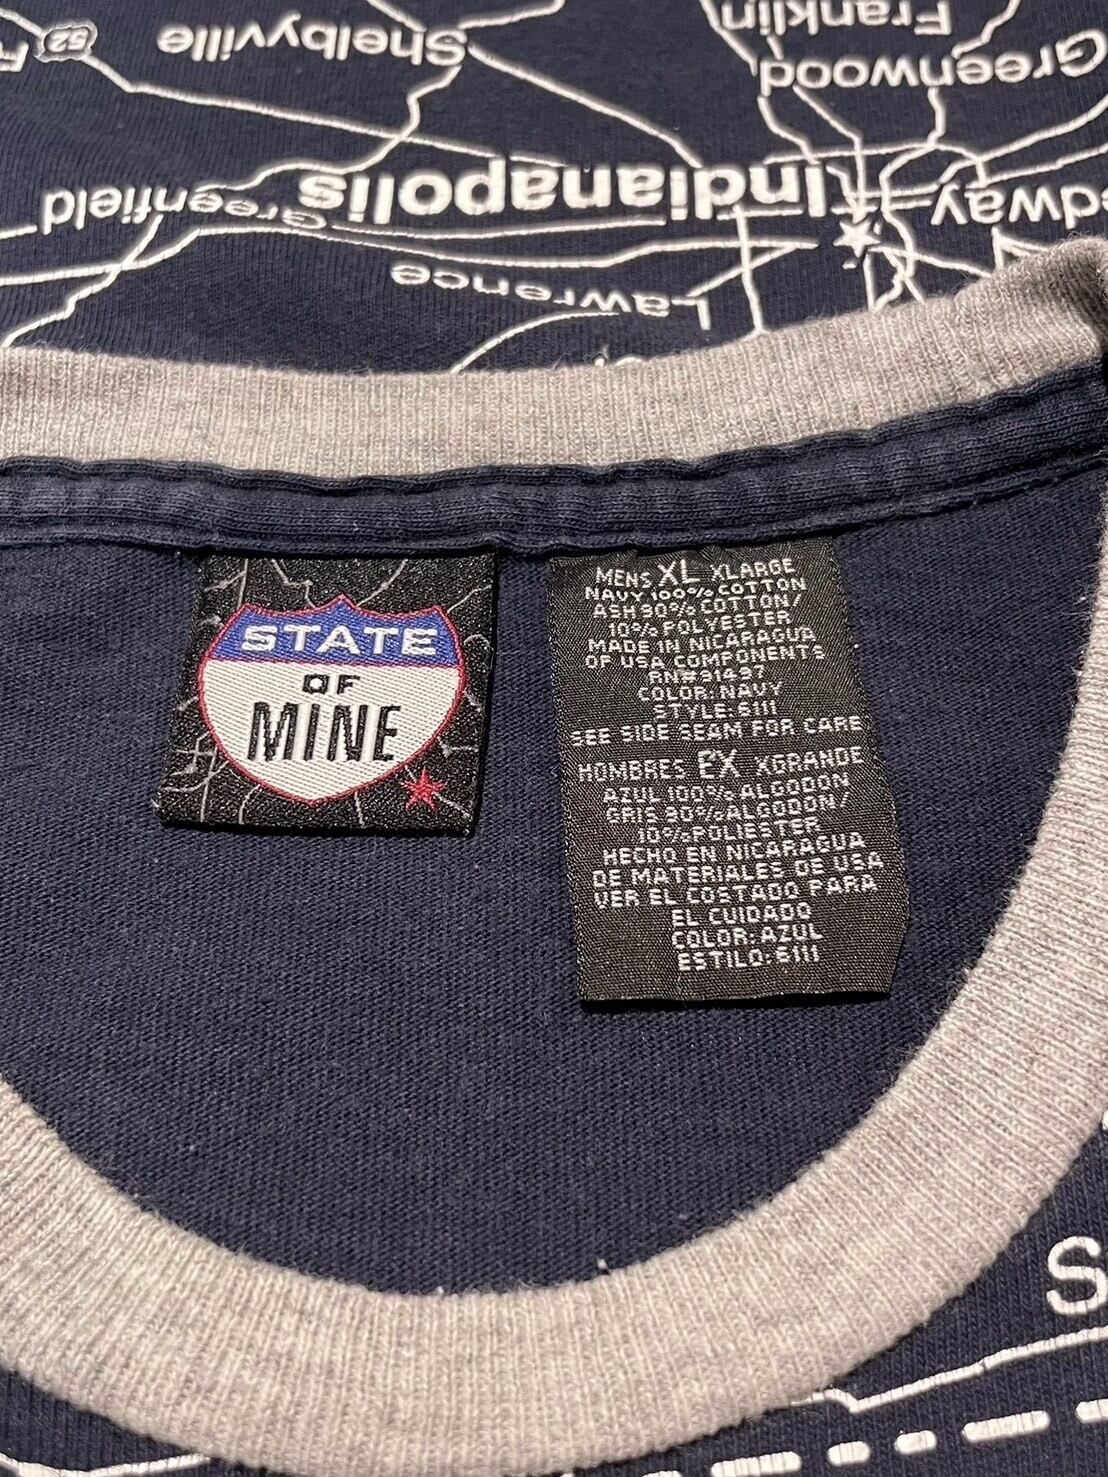 52
Shelbyville
Franklin
Greenwood
Greenfield
Indianapolis
Lawrence
STATE
OF
MINE
MENS XL XLARGE
NAVY 100% COTTON
ASH 90% COTTON/
10% POLYESTER
MADE IN NICARAGUA
OF USA COMPONENTS
RN#91497
COLOR: NAVY
STYLE: 6111
SEE SIDE SEAM FOR CARE
HOMBRES EX XGRANDE
AZUL 100% ALGODON
GRIS 90% ALGODON/
10% POLIESTER
HECHO EN NICARAGUA
DE MATERIALES DE USA
VER EL COSTADO PARA
EL CUIDADO
COLOR: AZUL
ESTILO: 6111
S